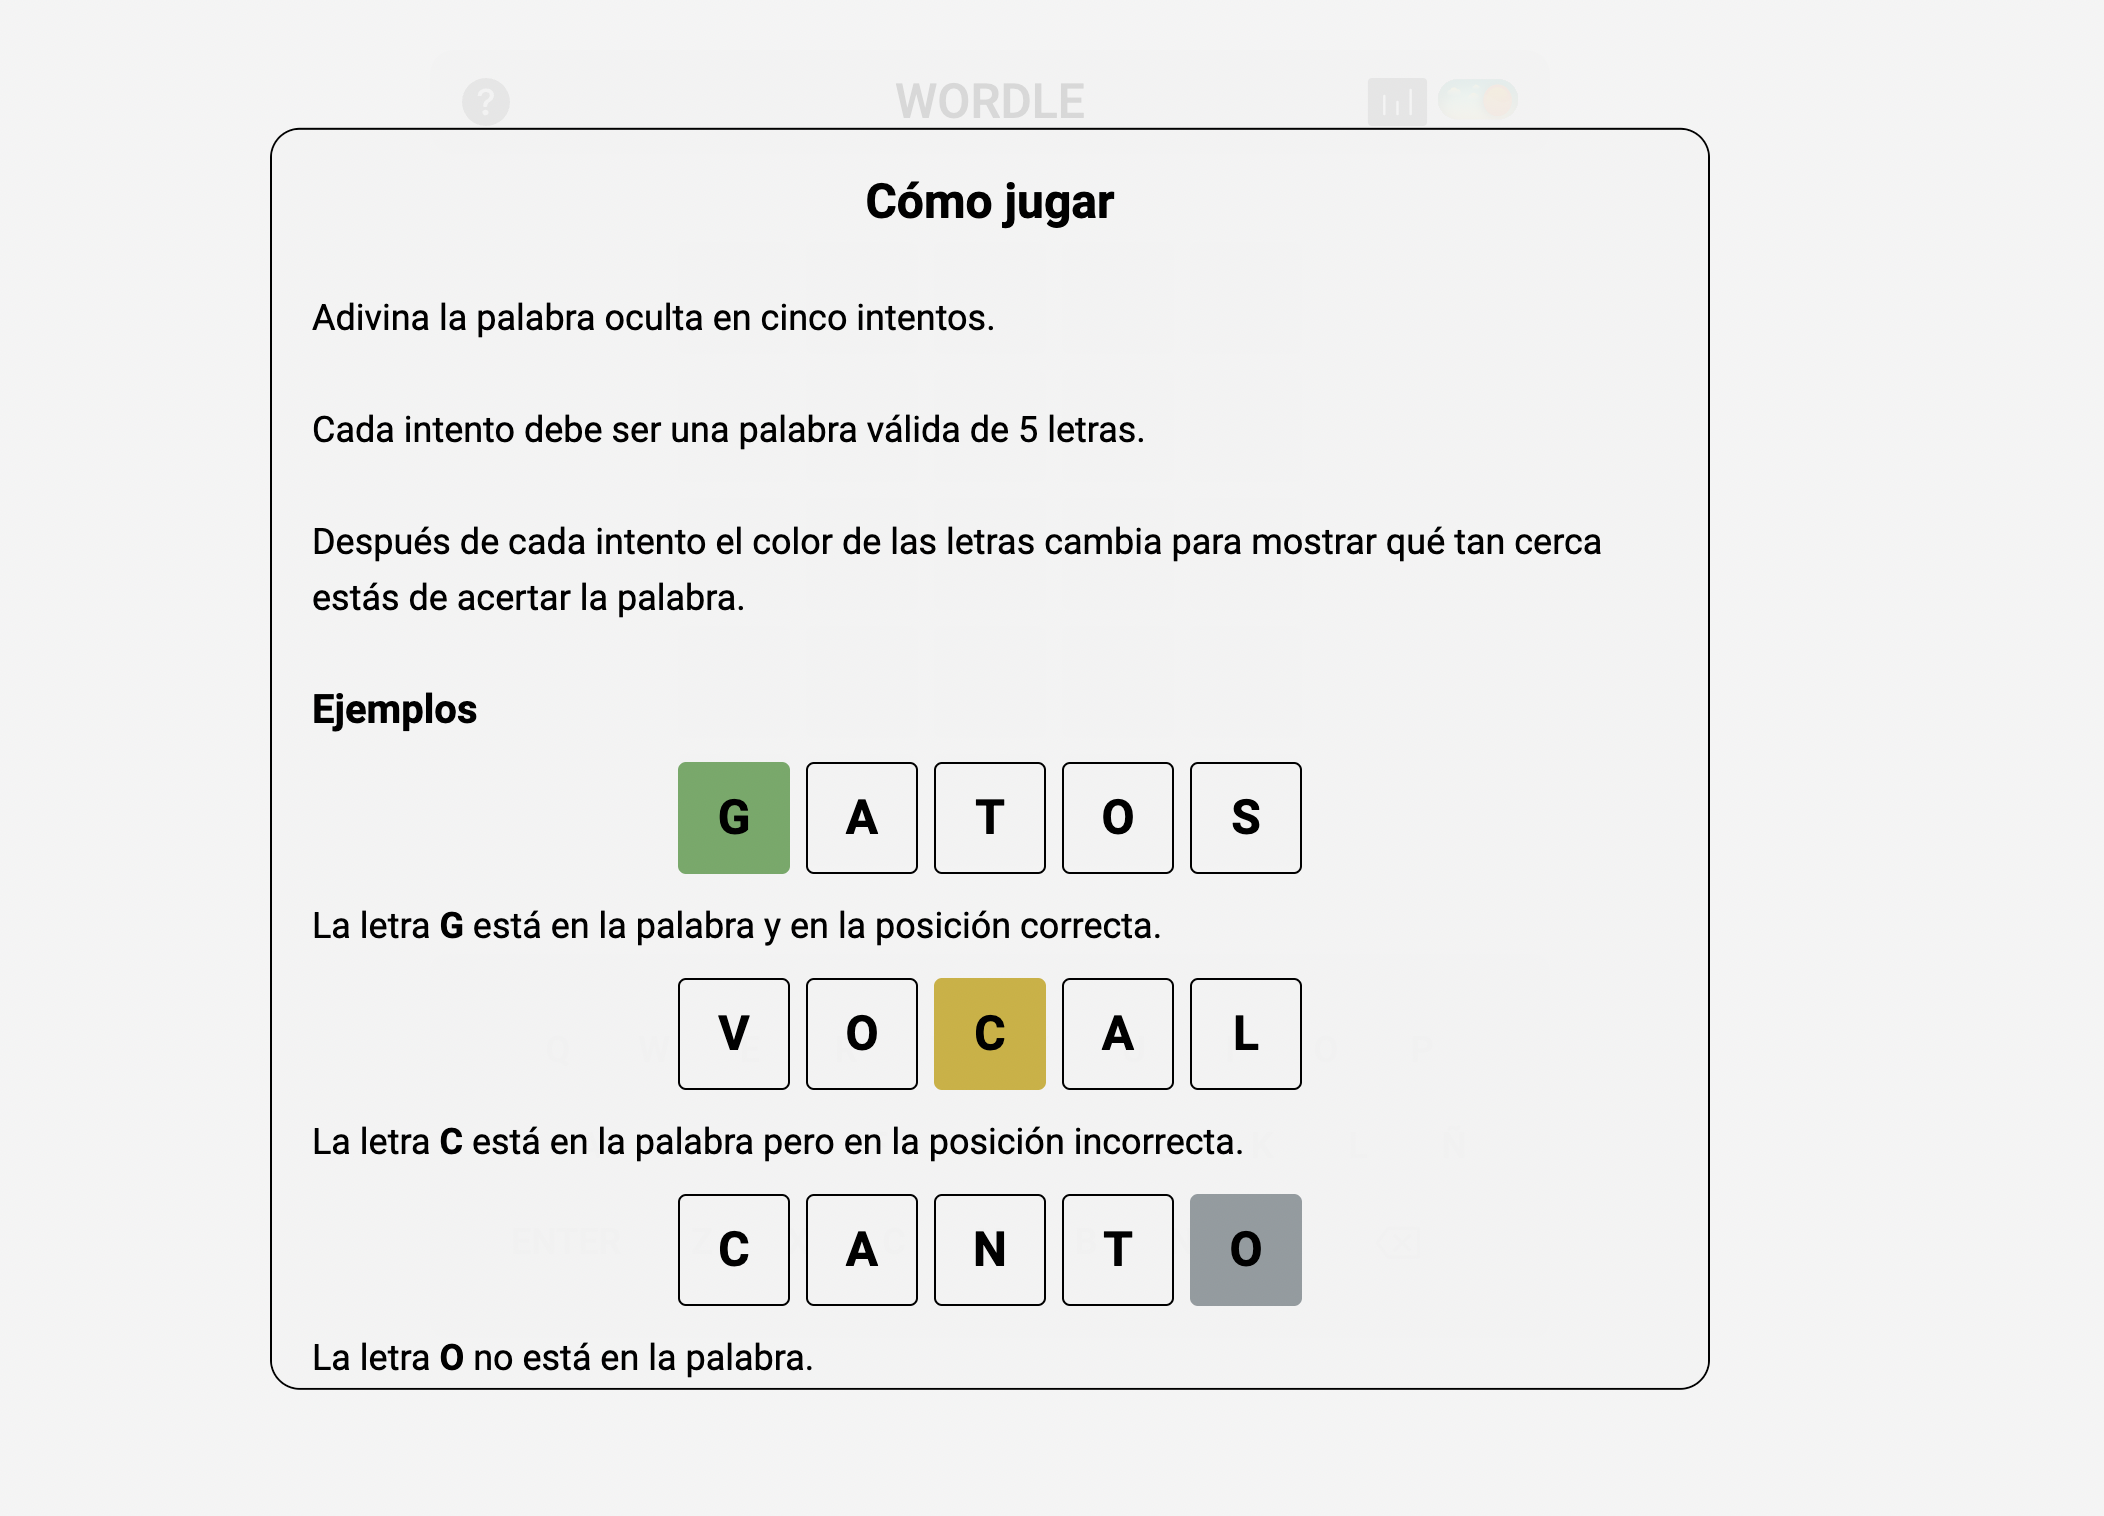 ?
WORDLE
Cómo jugar
Adivina la palabra oculta en cinco intentos.
Cada intento debe ser una palabra válida de 5 letras.
Después de cada intento el color de las letras cambia para mostrar qué tan cerca
estás de acertar la palabra.
Ejemplos
G A T O S
La letra G está en la palabra y en la posición correcta.
V O C A L
La letra C está en la palabra pero en la posición incorrecta.
C A N T O
La letra O no está en la palabra.
ENTER